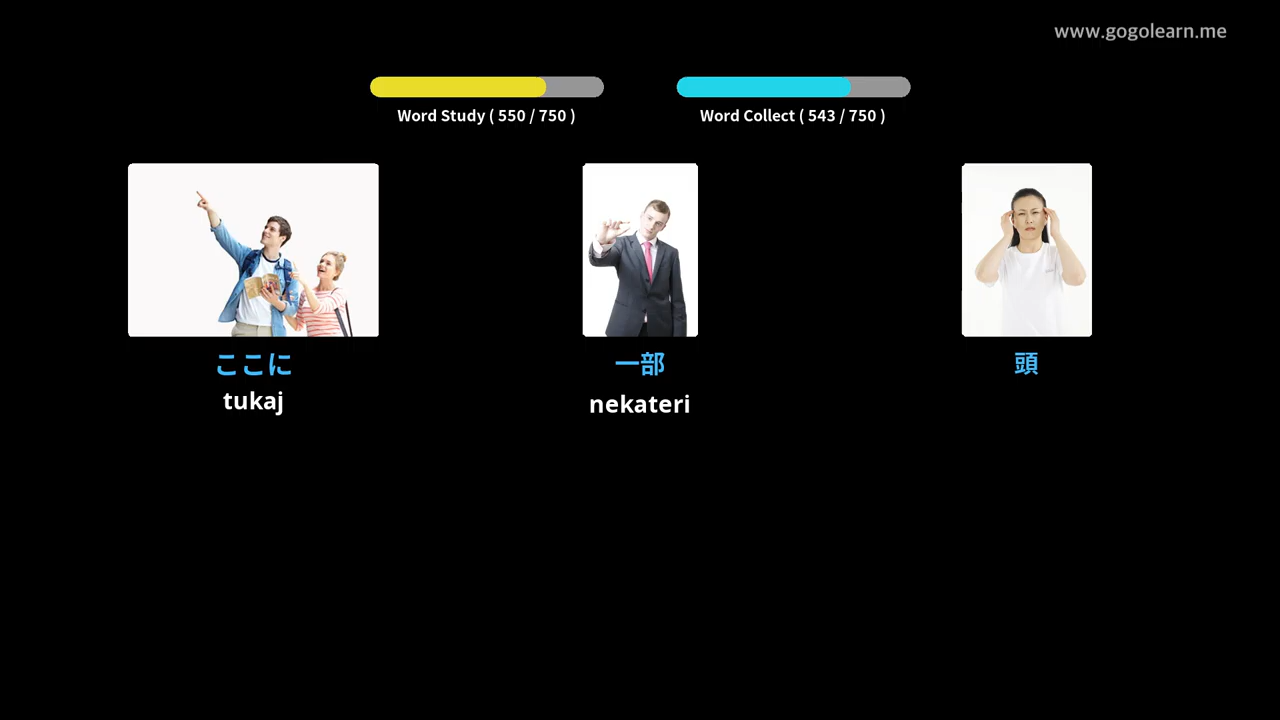 www.gogolearn.me
Word Study ( 550 / 750 )
Word Collect ( 543 / 750 )
ここに
一部
頭
tukaj
nekateri